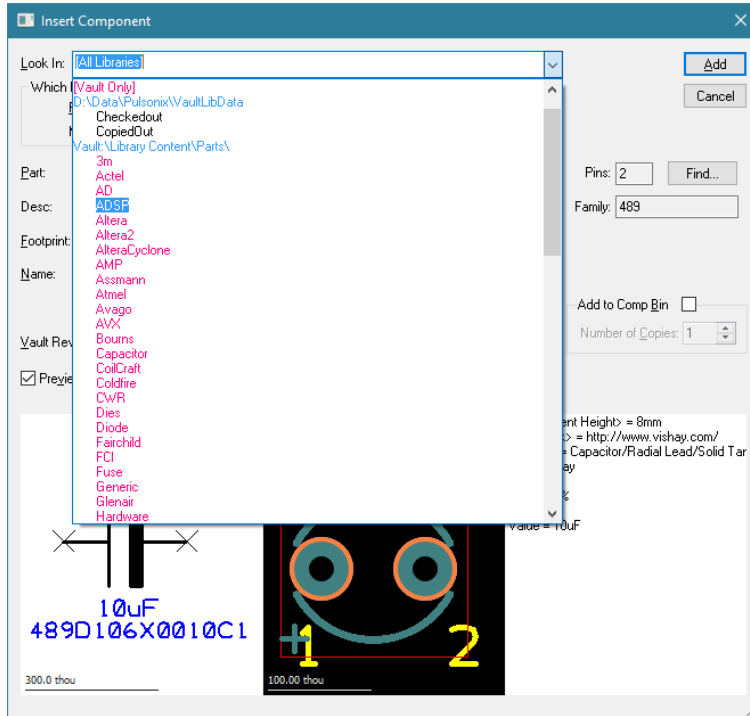 Insert Component
Look In: [All Libraries]
Add
Which
[Vault Only]
Cancel
D:\Data\Pulsonix\VaultLibData
Checkedout
CopiedOut
Vault:\Library Content\Parts\
3m
Part:
Pins: 2
Find...
Actel
AD
Desc:
ADSP
Family: 489
Altera
Footprint:
Altera2
AlteraCyclone
Name:
AMP
Assmann
Atmel
Add to Comp Bin
Avago
AVX
Number of Copies: 1
Vault Rev
Bourns
Capacitor
CoilCraft
Previe
Coldfire
CWR
Dies
Diode
ent Height> = 8mm
Fairchild
> = http://www.vishay.com/
FCI
= Capacitor/Radial Lead/Solid Tar
Fuse
ay
Generic
%
Glenair
Hardware
Value = 10uF
10uF
489D106X0010C1
+ 1 2
300.0 thou
100.00 thou